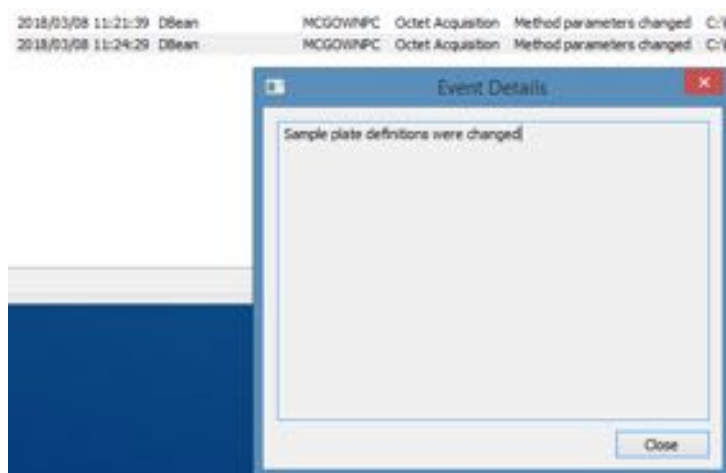 2018/03/08 11:21:39 DBean MCGOWNPC Octet Acquisition Method parameters changed C:\
2018/03/08 11:24:29 DBean MCGOWNPC Octet Acquisition Method parameters changed C:\
Event Details
Sample plate definitions were changed
Close